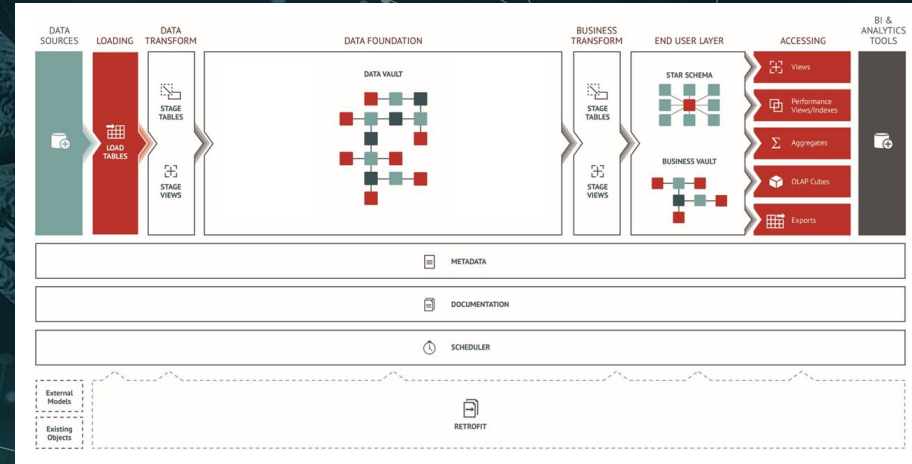 DATA
SOURCES
LOADING
DATA
TRANSFORM
DATA FOUNDATION
BUSINESS
TRANSFORM
END USER LAYER
ACCESSING
BI &
ANALYTICS
TOOLS
LOAD
TABLES
STAGE
TABLES
STAGE
VIEWS
DATA VAULT
STAGE
TABLES
STAGE
VIEWS
STAR SCHEMA
BUSINESS VAULT
Views
Performance
Views/Indexes
Aggregates
OLAP Cubes
Exports
METADATA
DOCUMENTATION
SCHEDULER
External
Models
Existing
Objects
RETROFIT